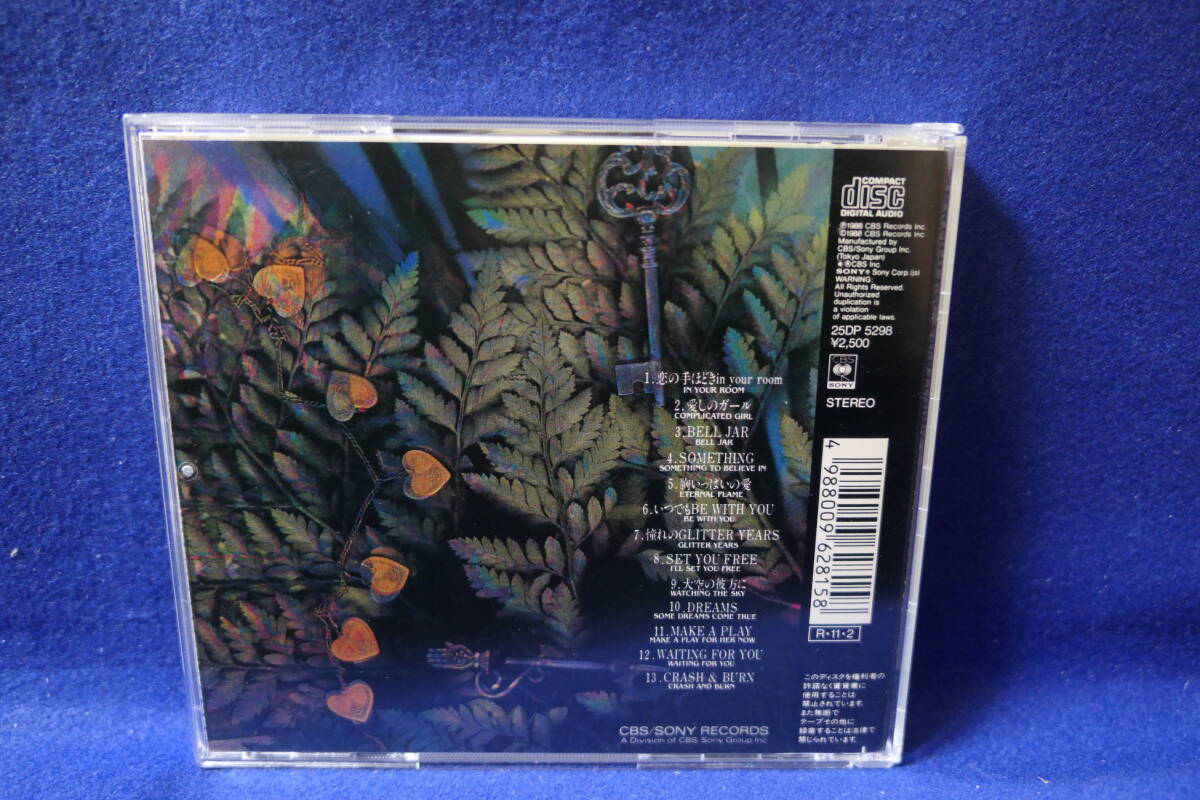 1.恋の手ほどきin your room
IN YOUR ROOM
2.愛しのガール
COMPLICATED GIRL
3.BELL JAR
BELL JAR
4.SOMETHING
SOMETHING TO BELIEVE IN
5.胸いっぱいの愛
ETERNAL FLAME
6.いつでもBE WITH YOU
BE WITH YOU
7.憧れのGLITTER YEARS
GLITTER YEARS
8.SET YOU FREE
I'LL SET YOU FREE
9.大空の彼方に
WATCHING THE SKY
10.DREAMS
SOME DREAMS COME TRUE
11.MAKE A PLAY
MAKE A PLAY FOR HER NOW
12.WAITING FOR YOU
WAITING FOR YOU
13.CRASH & BURN
CRASH AND BURN
CBS/SONY RECORDS
A Division of CBS/Sony Group Inc.
COMPACT
disc
DIGITAL AUDIO
Ⓟ1988 CBS Records Inc.
©1988 CBS Records Inc.
Manufactured by
CBS/Sony Group Inc.
(Tokyo Japan)
®CBS Inc.
SONY® Sony Corp.(js)
WARNING:
All Rights Reserved.
Unauthorized
duplication is
a violation
of applicable laws.
25DP 5298
¥2,500
CBS
SONY
STEREO
4 988009 628158
R・11・2
このディスクを権利者の
許諾なく賃貸業に
使用することは
禁止されています。
また無断で
テープその他に
録音することは法律で
禁じられています。